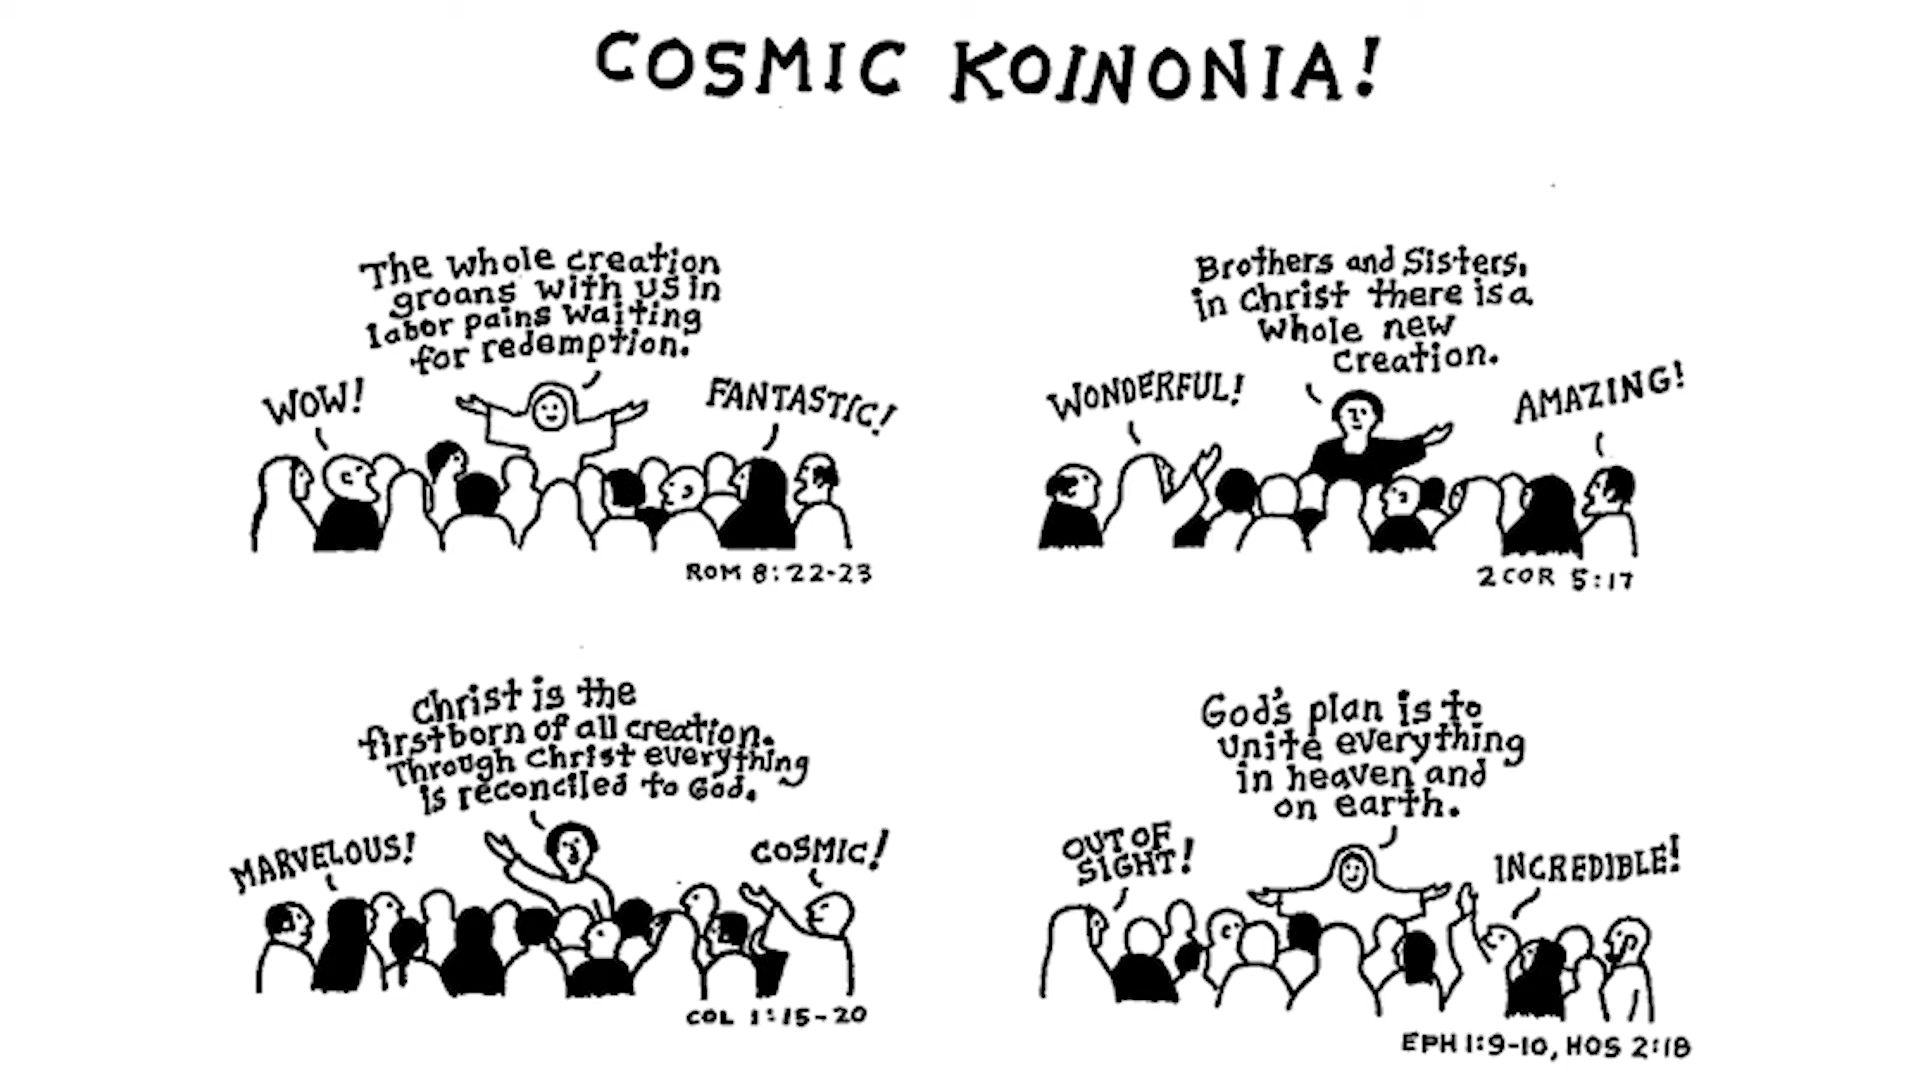 COSMIC KOINONIA!
The whole creation
groans with us in
labor pains waiting
for redemption.
WOW!
FANTASTIC!
ROM 8:22-23
Brothers and Sisters,
in Christ there is a
whole new
creation.
WONDERFUL!
AMAZING!
2 COR 5:17
Christ is the
firstborn of all creation.
Through Christ everything
is reconciled to God.
MARVELOUS!
COSMIC!
COL 1:15-20
God's plan is to
unite everything
in heaven and
on earth.
OUT OF
SIGHT!
INCREDIBLE!
EPH 1:9-10, HOS 2:18